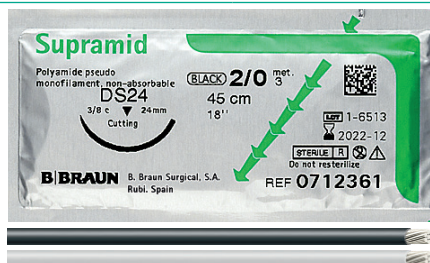 Supramid
Polyamide pseudo
monofilament, non-absorbable
DS24
3/8 c 24mm
Cutting
BLACK 2/0 met. 3
45 cm
18''
LOT 1-6513
2022-12
STERILE R
Do not resterilize
B BRAUN B. Braun Surgical, S.A.
Rubi. Spain
REF 0712361